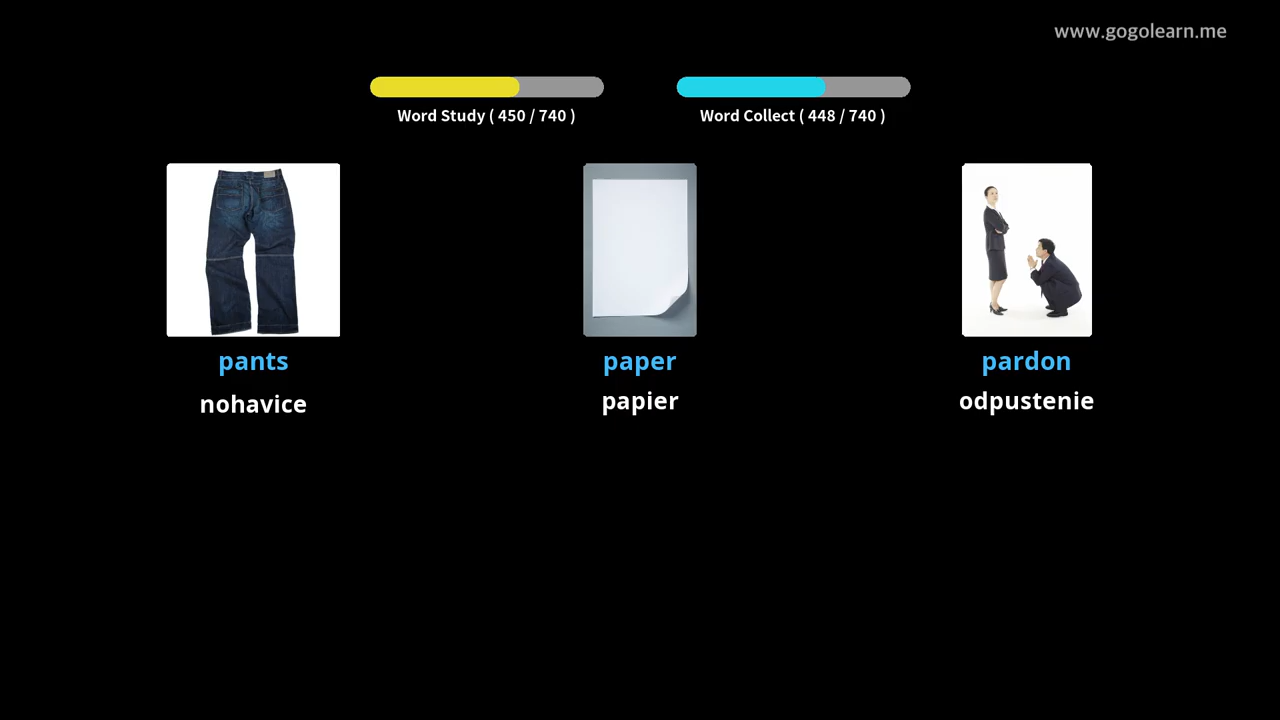 www.gogolearn.me
Word Study ( 450 / 740 )
Word Collect ( 448 / 740 )
pants
paper
pardon
nohavice
papier
odpustenie